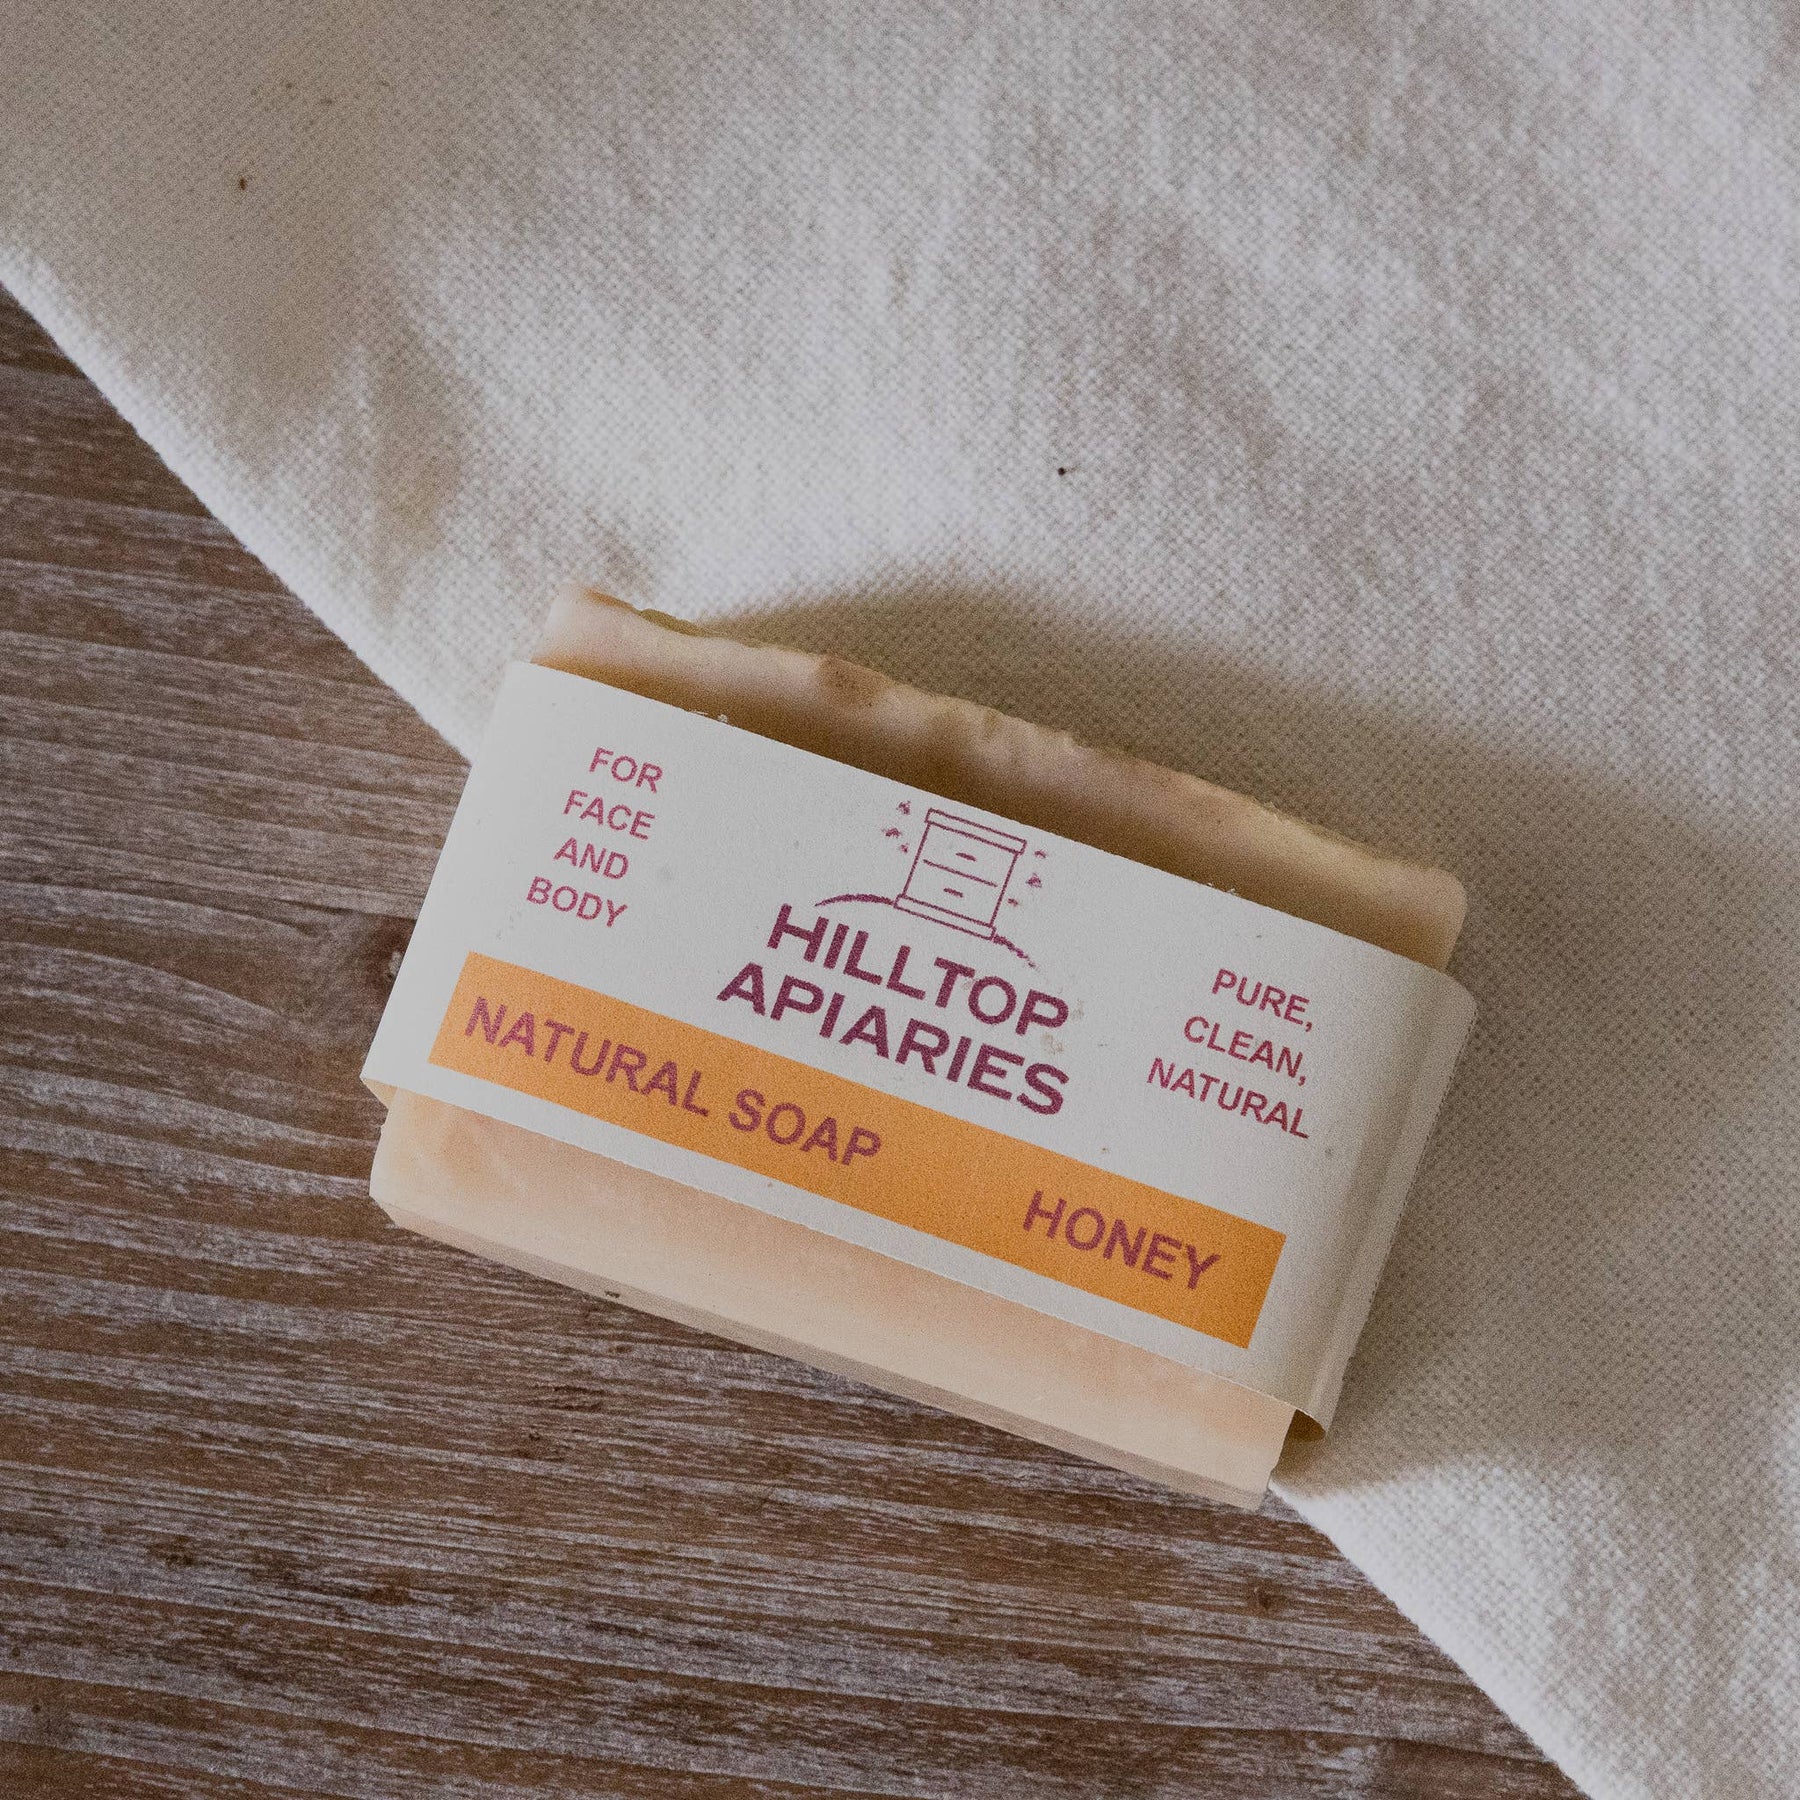 FOR
FACE
AND
BODY
HILLTOP
APIARIES
PURE,
CLEAN,
NATURAL
NATURAL SOAP HONEY